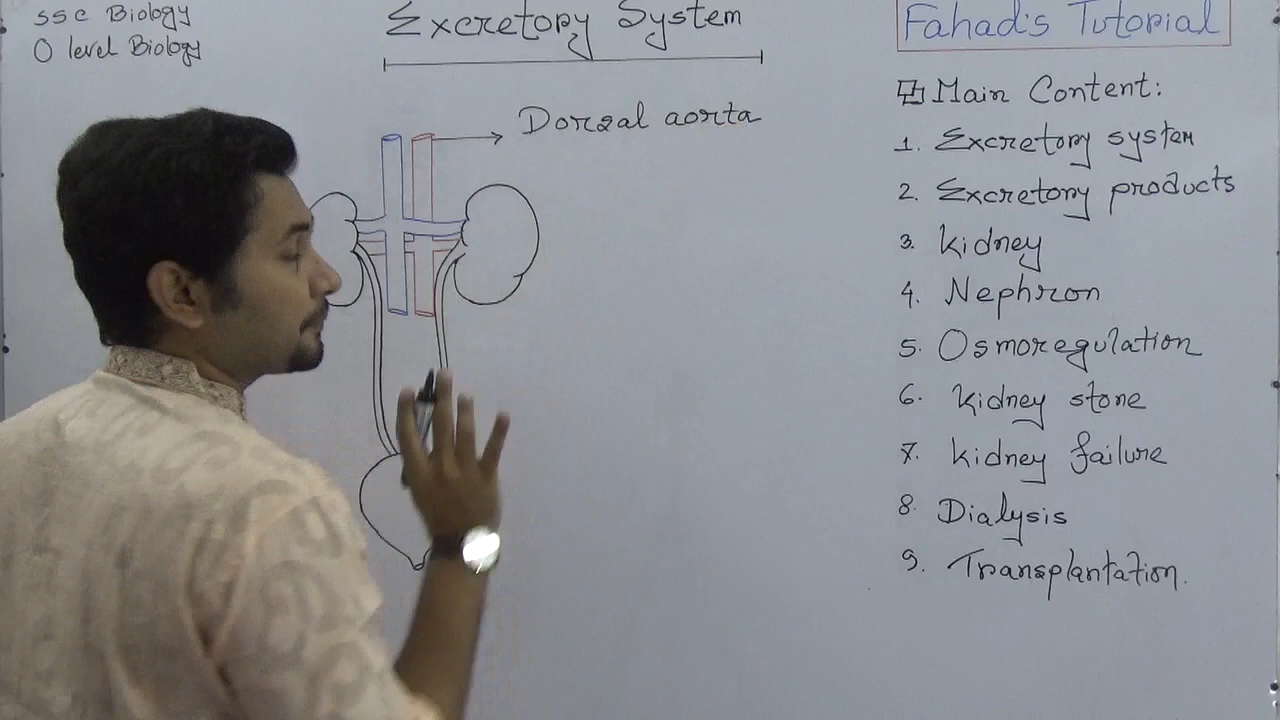 SSC Biology
O level Biology
Excretory System
Fahad's Tutorial
Dorsal aorta
Main Content:
1. Excretory system
2. Excretory products
3. Kidney
4. Nephron
5. Osmoregulation
6. Kidney stone
7. Kidney failure
8. Dialysis
9. Transplantation.